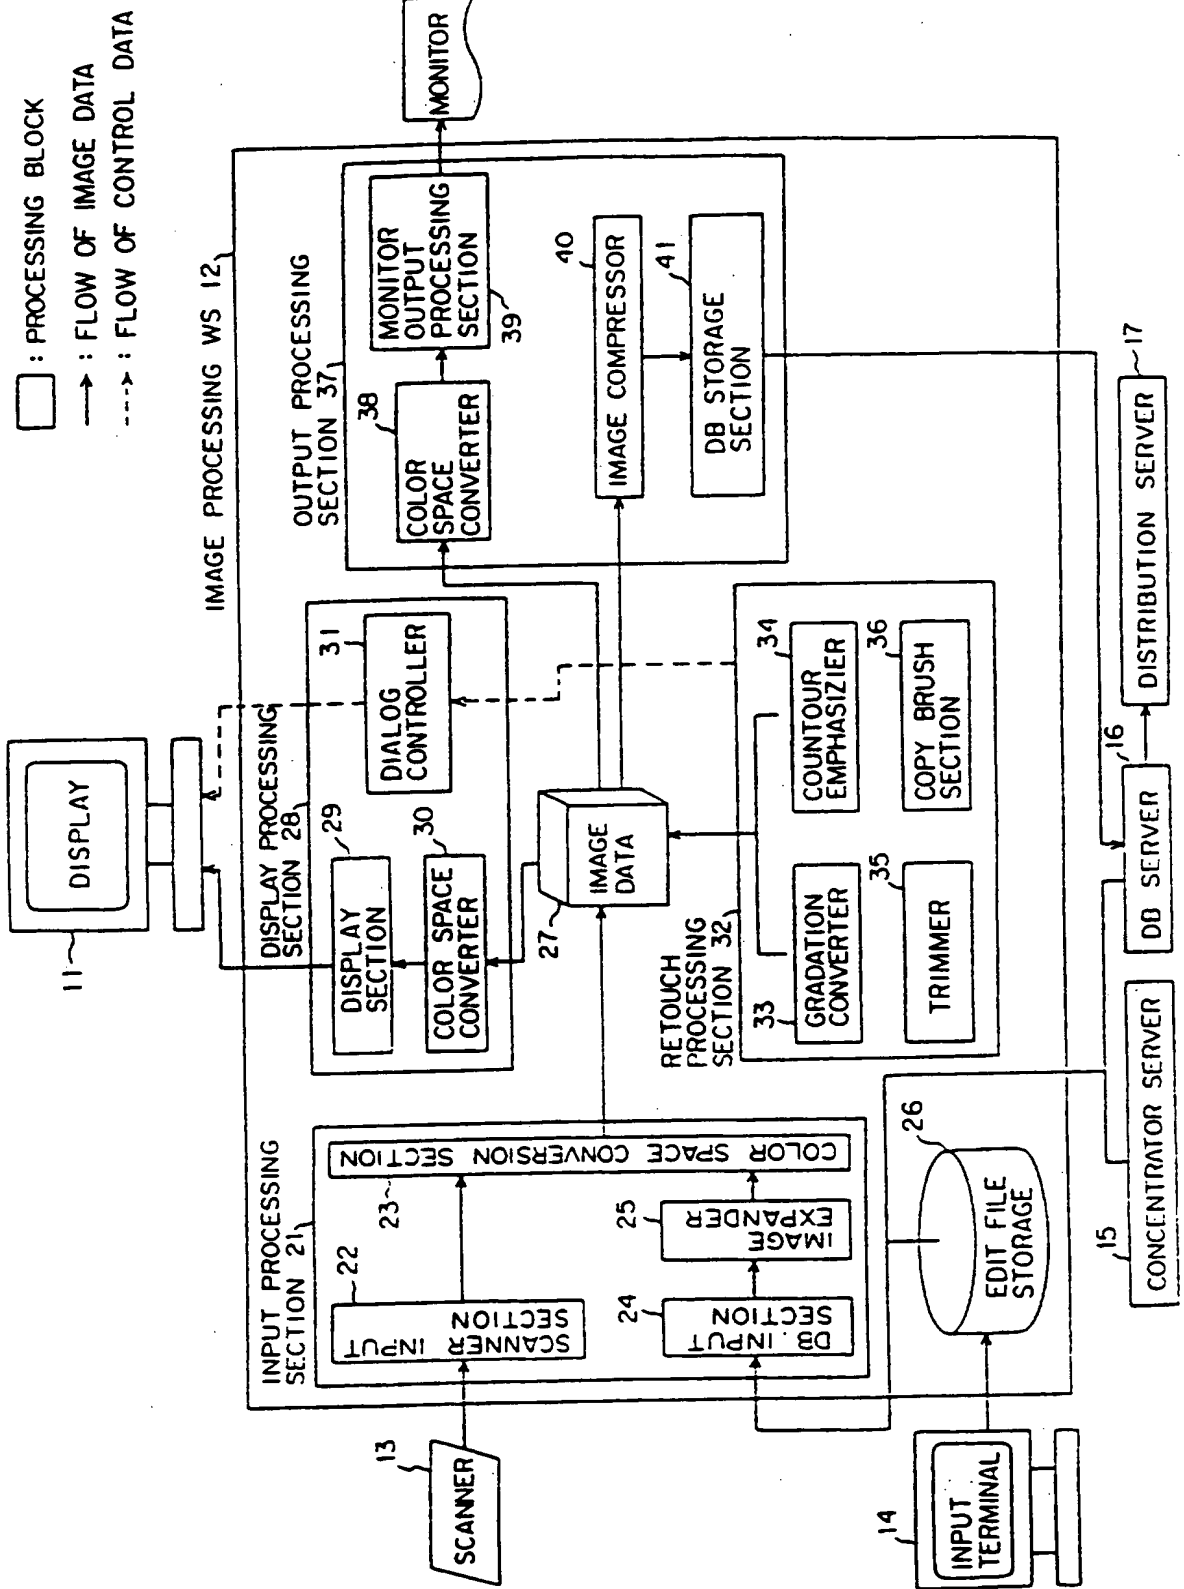 : PROCESSING BLOCK
: FLOW OF IMAGE DATA
: FLOW OF CONTROL DATA
11
DISPLAY
IMAGE PROCESSING WS 12
INPUT PROCESSING
SECTION 21
13
SCANNER
22
SCANNER INPUT
SECTION
23
COLOR SPACE CONVERSION SECTION
24
DB. INPUT
SECTION
25
IMAGE
EXPANDER
DISPLAY PROCESSING
SECTION 28
29
DISPLAY
SECTION
30
COLOR SPACE
CONVERTER
31
DIALOG
CONTROLLER
27
IMAGE
DATA
OUTPUT PROCESSING
SECTION 37
38
COLOR
SPACE
CONVERTER
MONITOR
OUTPUT
PROCESSING
SECTION
39
MONITOR
40
IMAGE COMPRESSOR
41
DB STORAGE
SECTION
RETOUCH
PROCESSING
SECTION 32
33
GRADATION
CONVERTER
34
COUNTOUR
EMPHASIZIER
35
TRIMMER
36
COPY BRUSH
SECTION
14
INPUT
TERMINAL
26
EDIT FILE
STORAGE
15
CONCENTRATOR SERVER
16
DB SERVER
17
DISTRIBUTION SERVER